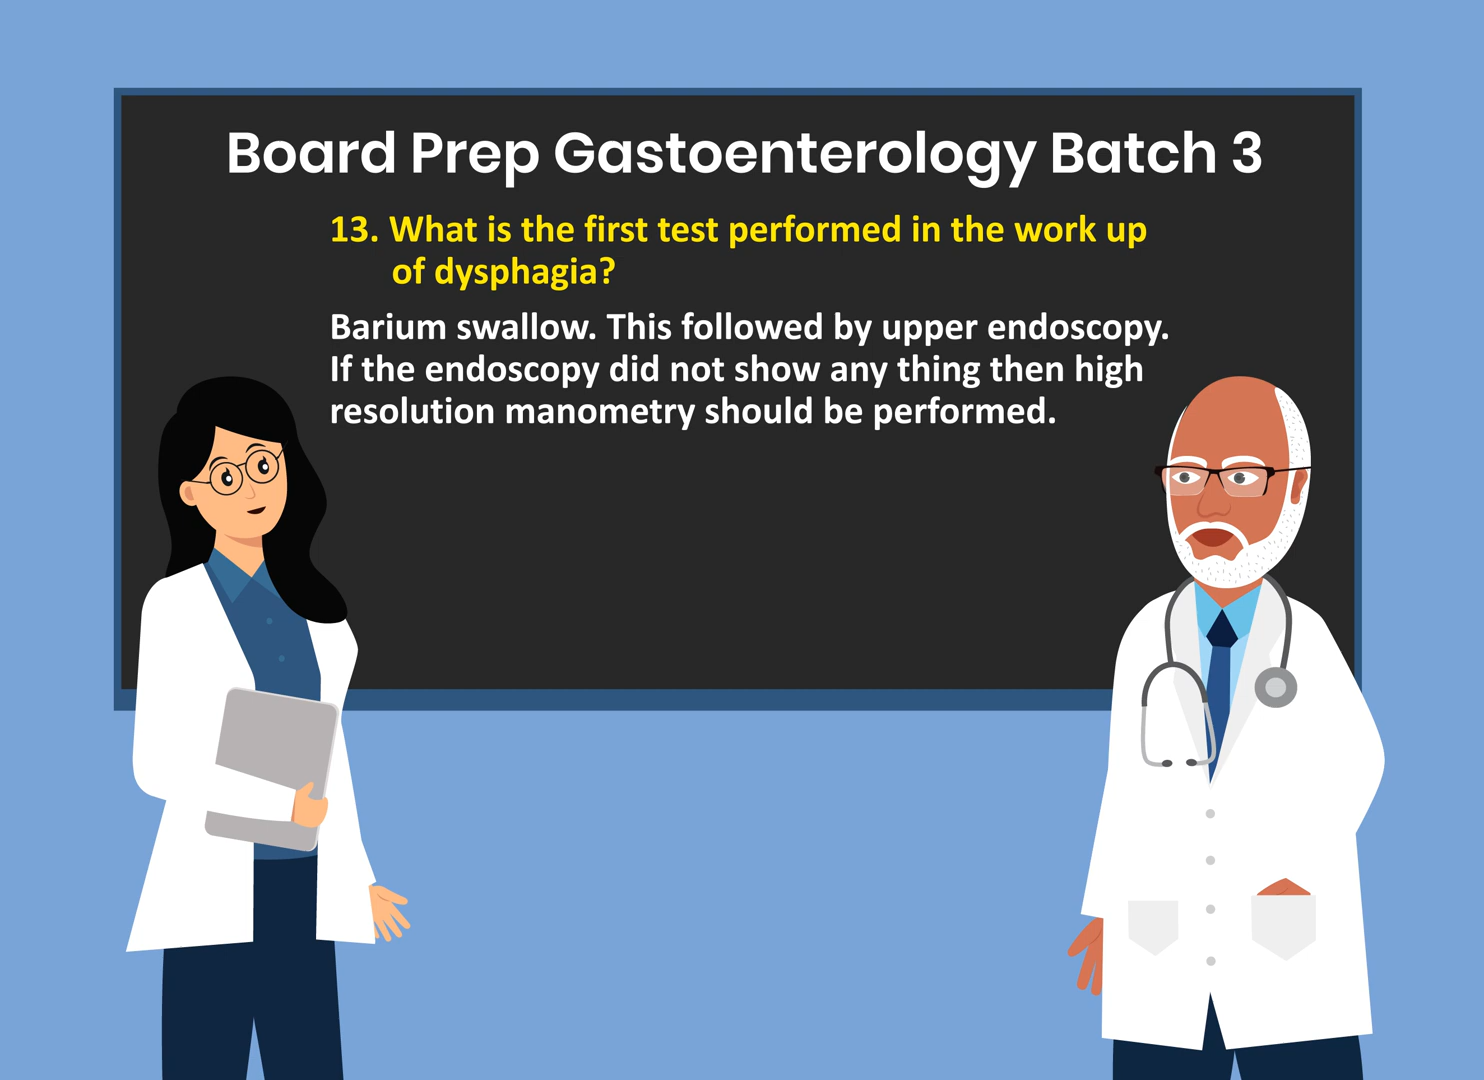 Board Prep Gastoenterology Batch 3
13. What is the first test performed in the work up
of dysphagia?
Barium swallow. This followed by upper endoscopy.
If the endoscopy did not show any thing then high
resolution manometry should be performed.